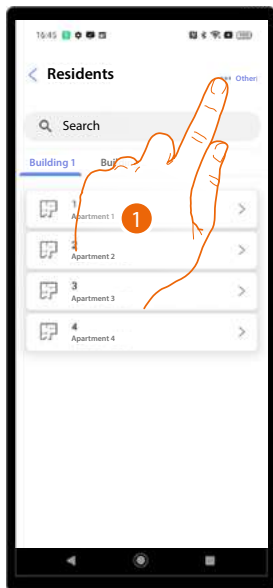 16:45
Residents
Other
Search
Building 1 Bui
1
Apartment 1
2
Apartment 2
3
Apartment 3
4
Apartment 4
1